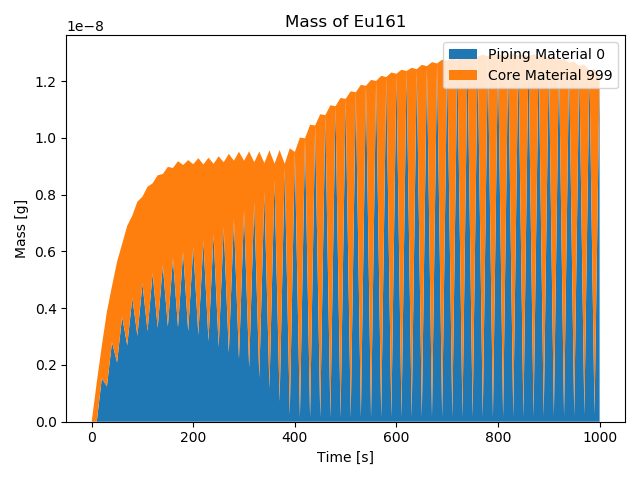 Mass of Eu161
1e−8
Piping Material 0
Core Material 999
1.2
1.0
0.8
0.6
0.4
0.2
0.0
Mass [g]
0 200 400 600 800 1000
Time [s]